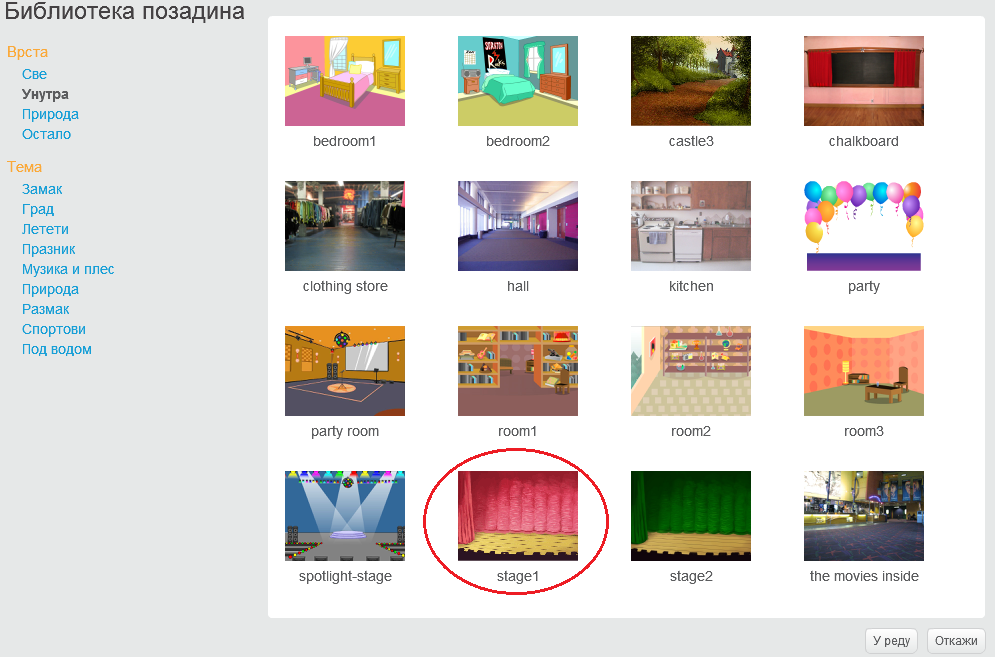 Библиотека позадина
Врста
Све
Унутра
Природа
Остало
Тема
Замак
Град
Летети
Празник
Музика и плес
Природа
Размак
Спортови
Под водом
bedroom1
bedroom2
castle3
chalkboard
clothing store
hall
kitchen
party
party room
room1
room2
room3
spotlight-stage
stage1
stage2
the movies inside
У реду
Откажи